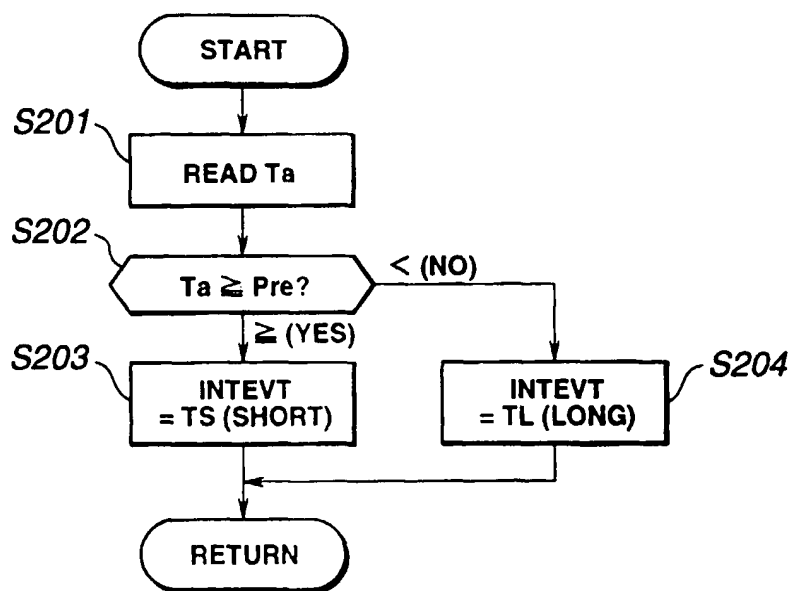 START
S201
READ Ta
S202
Ta ≧ Pre?
< (NO)
≧ (YES)
S203
INTEVT
= TS (SHORT)
INTEVT
= TL (LONG)
S204
RETURN